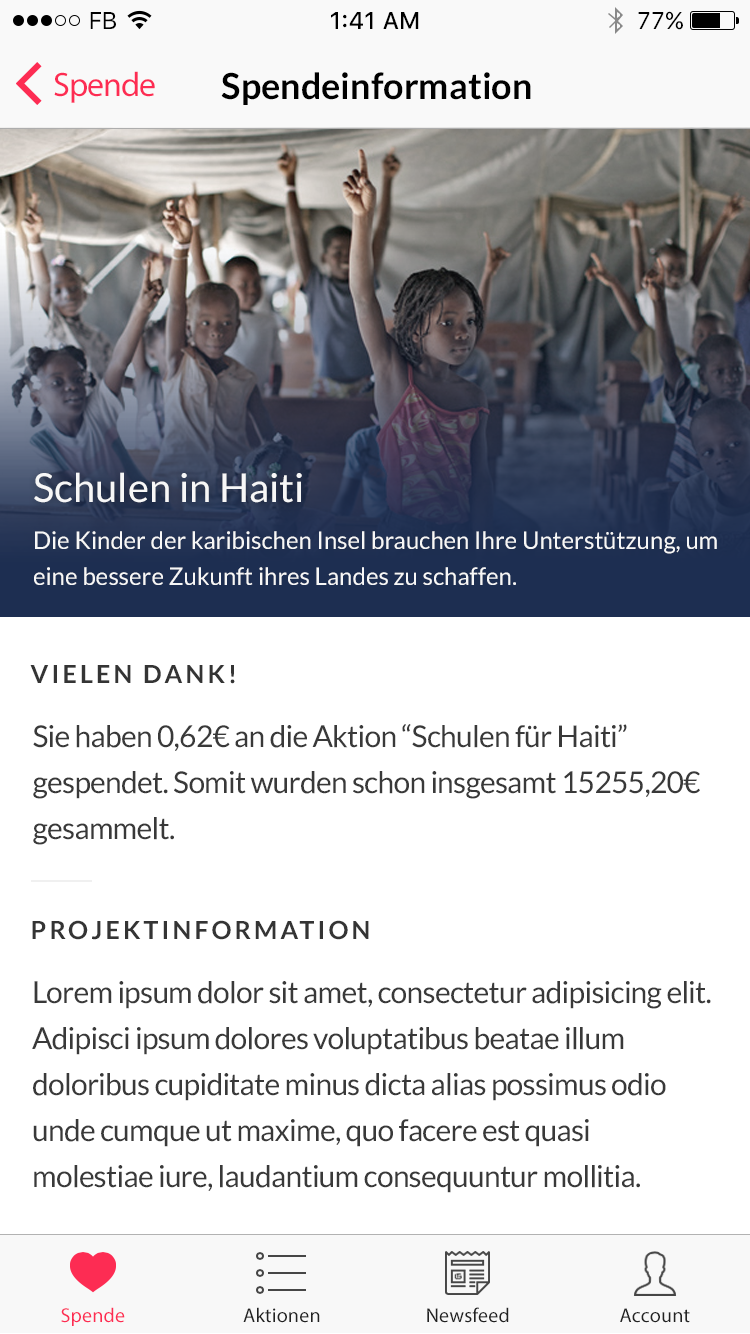 FB 1:41 AM 77%
Spende Spendeinformation
Schulen in Haiti
Die Kinder der karibischen Insel brauchen Ihre Unterstützung, um
eine bessere Zukunft ihres Landes zu schaffen.
VIELEN DANK!
Sie haben 0,62€ an die Aktion “Schulen für Haiti”
gespendet. Somit wurden schon insgesamt 15255,20€
gesammelt.
PROJEKTINFORMATION
Lorem ipsum dolor sit amet, consectetur adipisicing elit.
Adipisci ipsum dolores voluptatibus beatae illum
doloribus cupiditate minus dicta alias possimus odio
unde cumque ut maxime, quo facere est quasi
molestiae iure, laudantium consequuntur mollitia.
Spende Aktionen Newsfeed Account